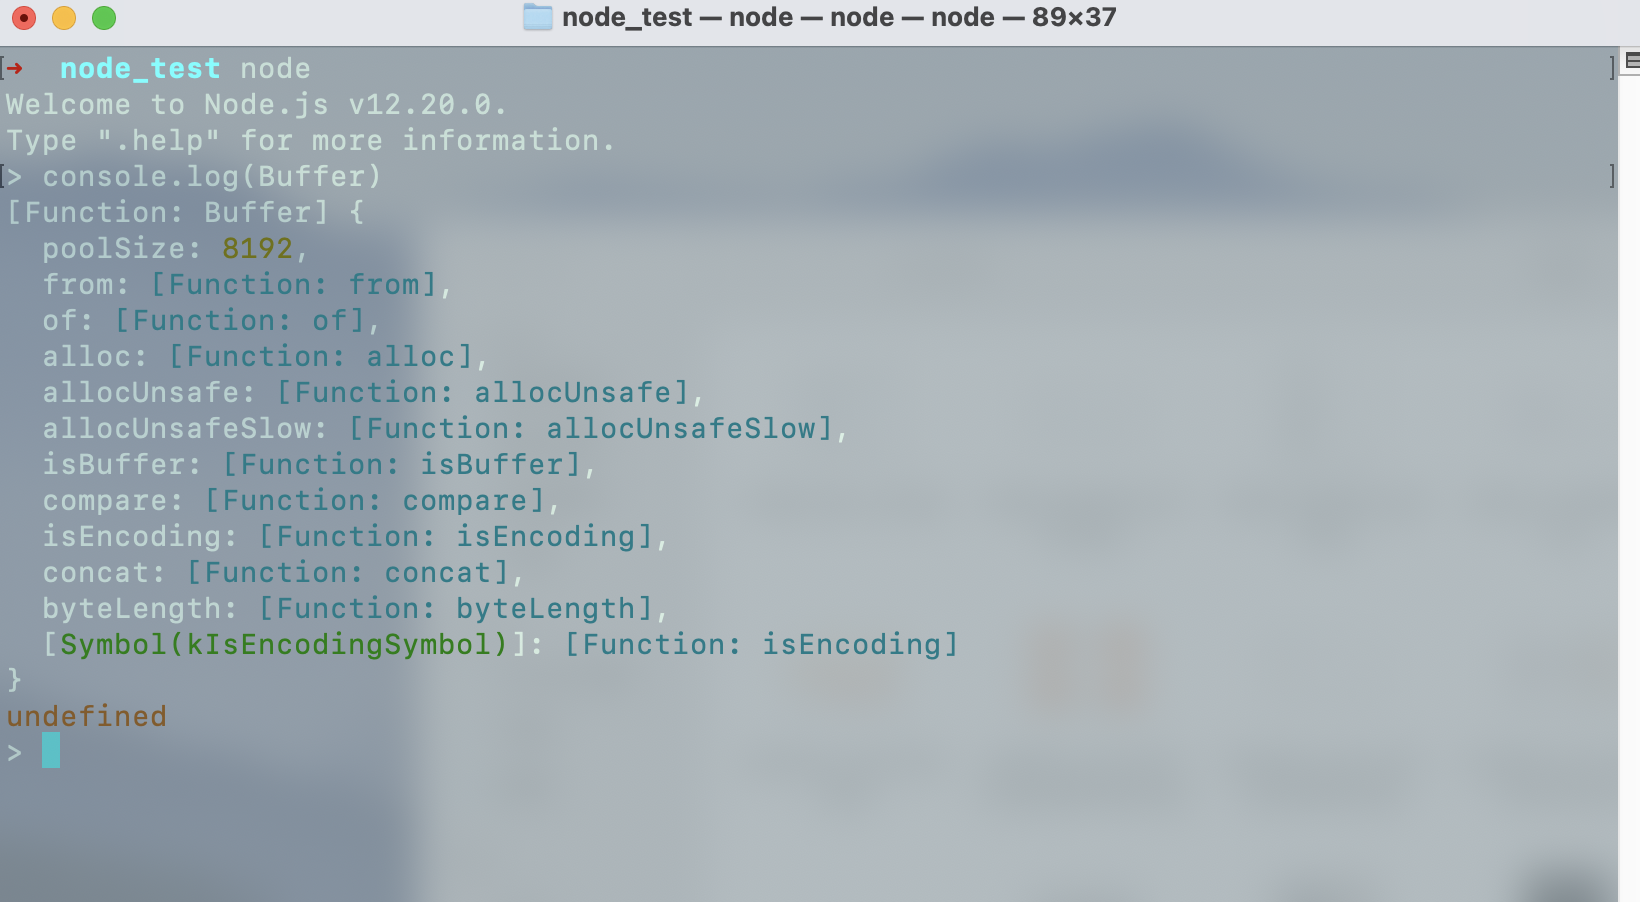 node_test — node — node — node — 89×37
[➜  node_test node ]
Welcome to Node.js v12.20.0.
Type ".help" for more information.
[> console.log(Buffer) ]
[Function: Buffer] {
  poolSize: 8192,
  from: [Function: from],
  of: [Function: of],
  alloc: [Function: alloc],
  allocUnsafe: [Function: allocUnsafe],
  allocUnsafeSlow: [Function: allocUnsafeSlow],
  isBuffer: [Function: isBuffer],
  compare: [Function: compare],
  isEncoding: [Function: isEncoding],
  concat: [Function: concat],
  byteLength: [Function: byteLength],
  [Symbol(kIsEncodingSymbol)]: [Function: isEncoding]
}
undefined
>